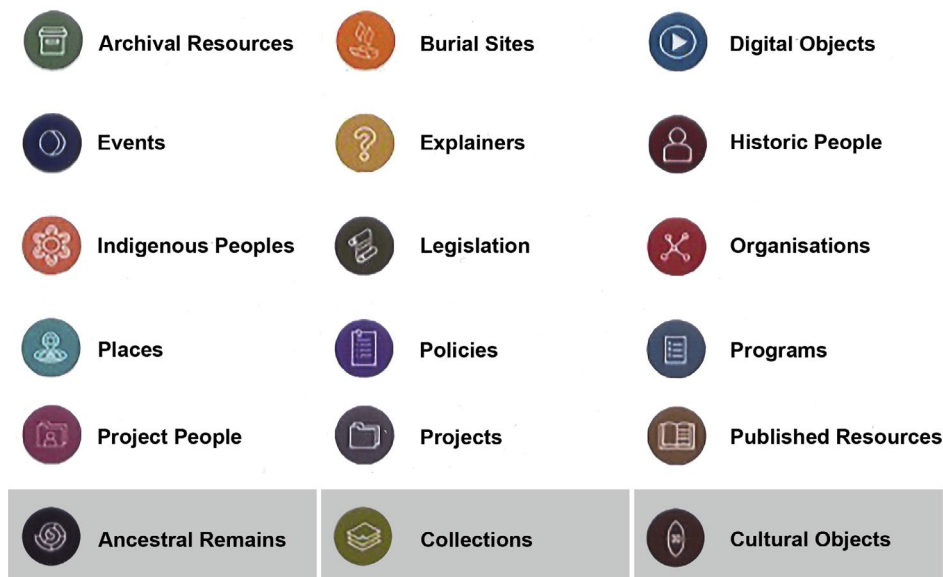 Archival Resources
Burial Sites
Digital Objects
Events
Explainers
Historic People
Indigenous Peoples
Legislation
Organisations
Places
Policies
Programs
Project People
Projects
Published Resources
Ancestral Remains
Collections
Cultural Objects